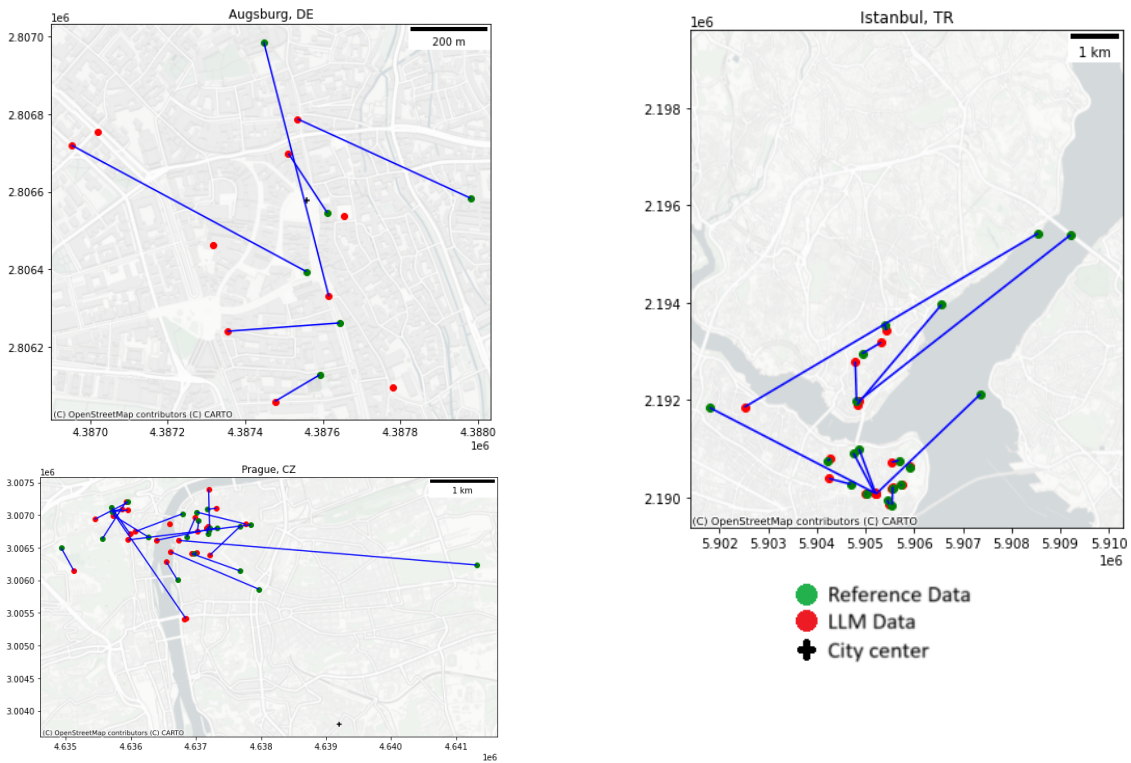 Augsburg, DE
1e6
200 m
2.8070
2.8068
2.8066
2.8064
2.8062
(C) OpenStreetMap contributors (C) CARTO
4.3870 4.3872 4.3874 4.3876 4.3878 4.3880
1e6
Prague, CZ
1e6
1 km
3.0075
3.0070
3.0065
3.0060
3.0055
3.0050
3.0045
3.0040
(C) OpenStreetMap contributors (C) CARTO
4.635 4.636 4.637 4.638 4.639 4.640 4.641
1e6
Istanbul, TR
1e6
1 km
2.198
2.196
2.194
2.192
2.190
(C) OpenStreetMap contributors (C) CARTO
5.902 5.904 5.905 5.906 5.907 5.908 5.909 5.910
1e6
Reference Data
LLM Data
City center